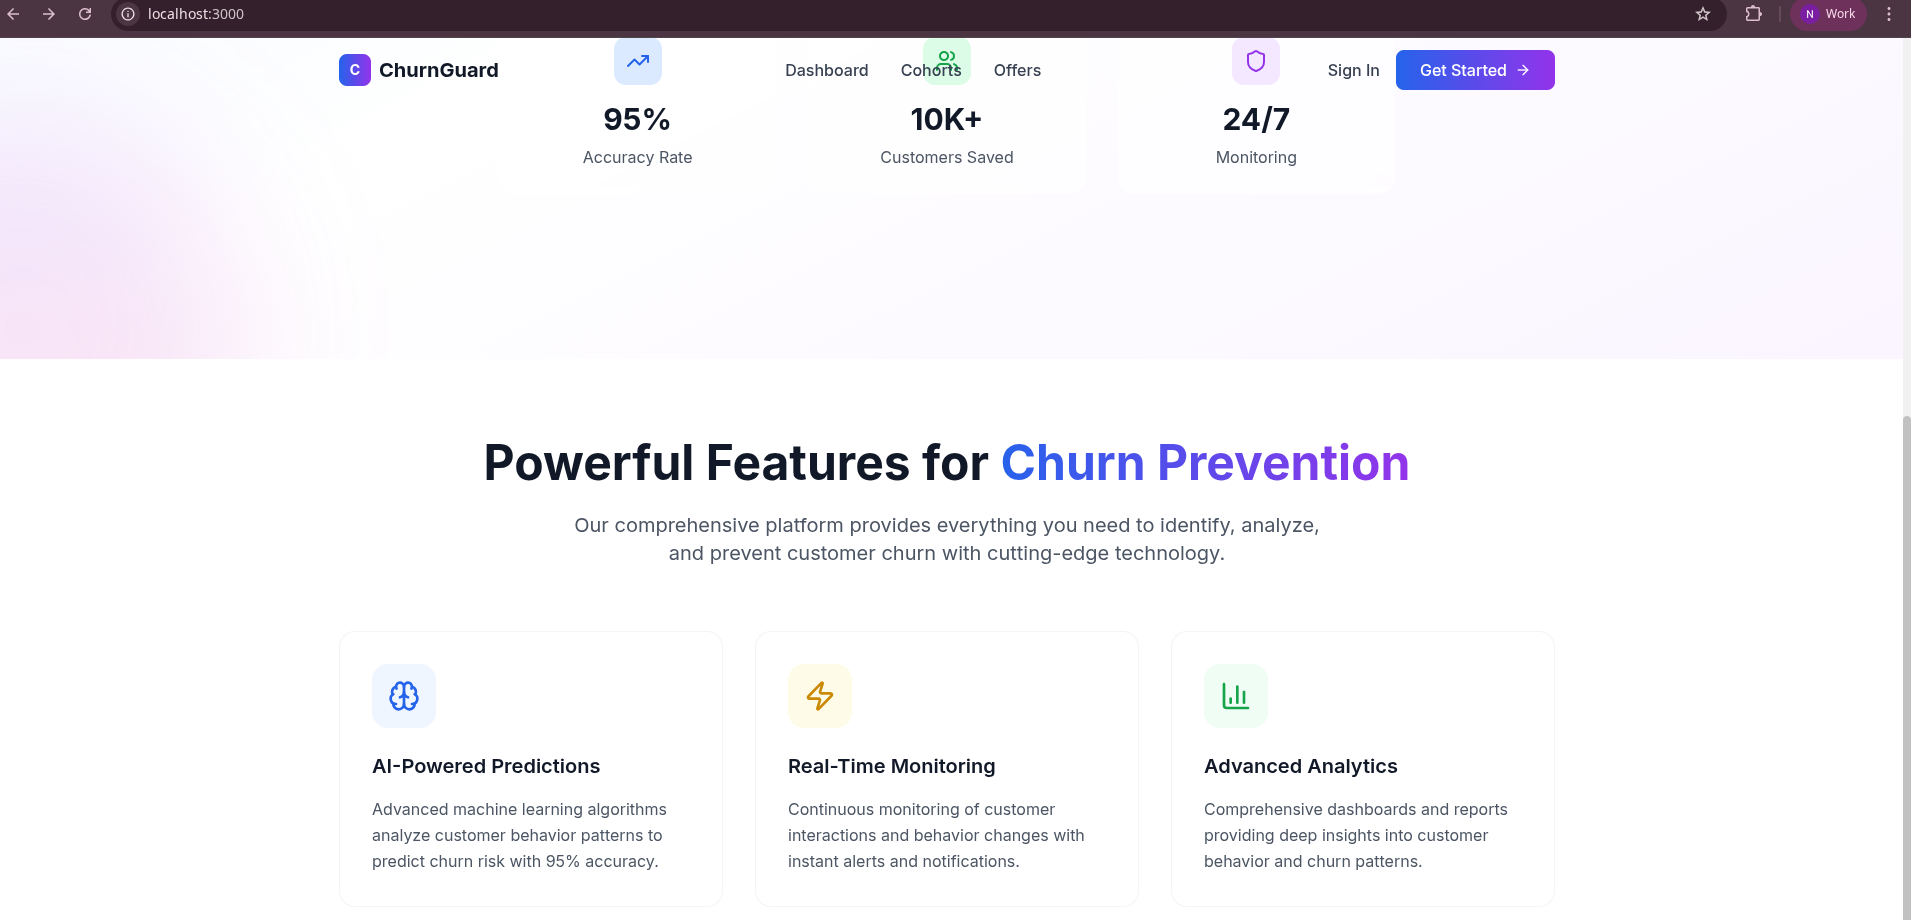 localhost:3000
N Work
C ChurnGuard
Dashboard Cohorts Offers
Sign In Get Started →
95% 10K+ 24/7
Accuracy Rate Customers Saved Monitoring
Powerful Features for Churn Prevention
Our comprehensive platform provides everything you need to identify, analyze,
and prevent customer churn with cutting-edge technology.
AI-Powered Predictions
Advanced machine learning algorithms
analyze customer behavior patterns to
predict churn risk with 95% accuracy.
Real-Time Monitoring
Continuous monitoring of customer
interactions and behavior changes with
instant alerts and notifications.
Advanced Analytics
Comprehensive dashboards and reports
providing deep insights into customer
behavior and churn patterns.